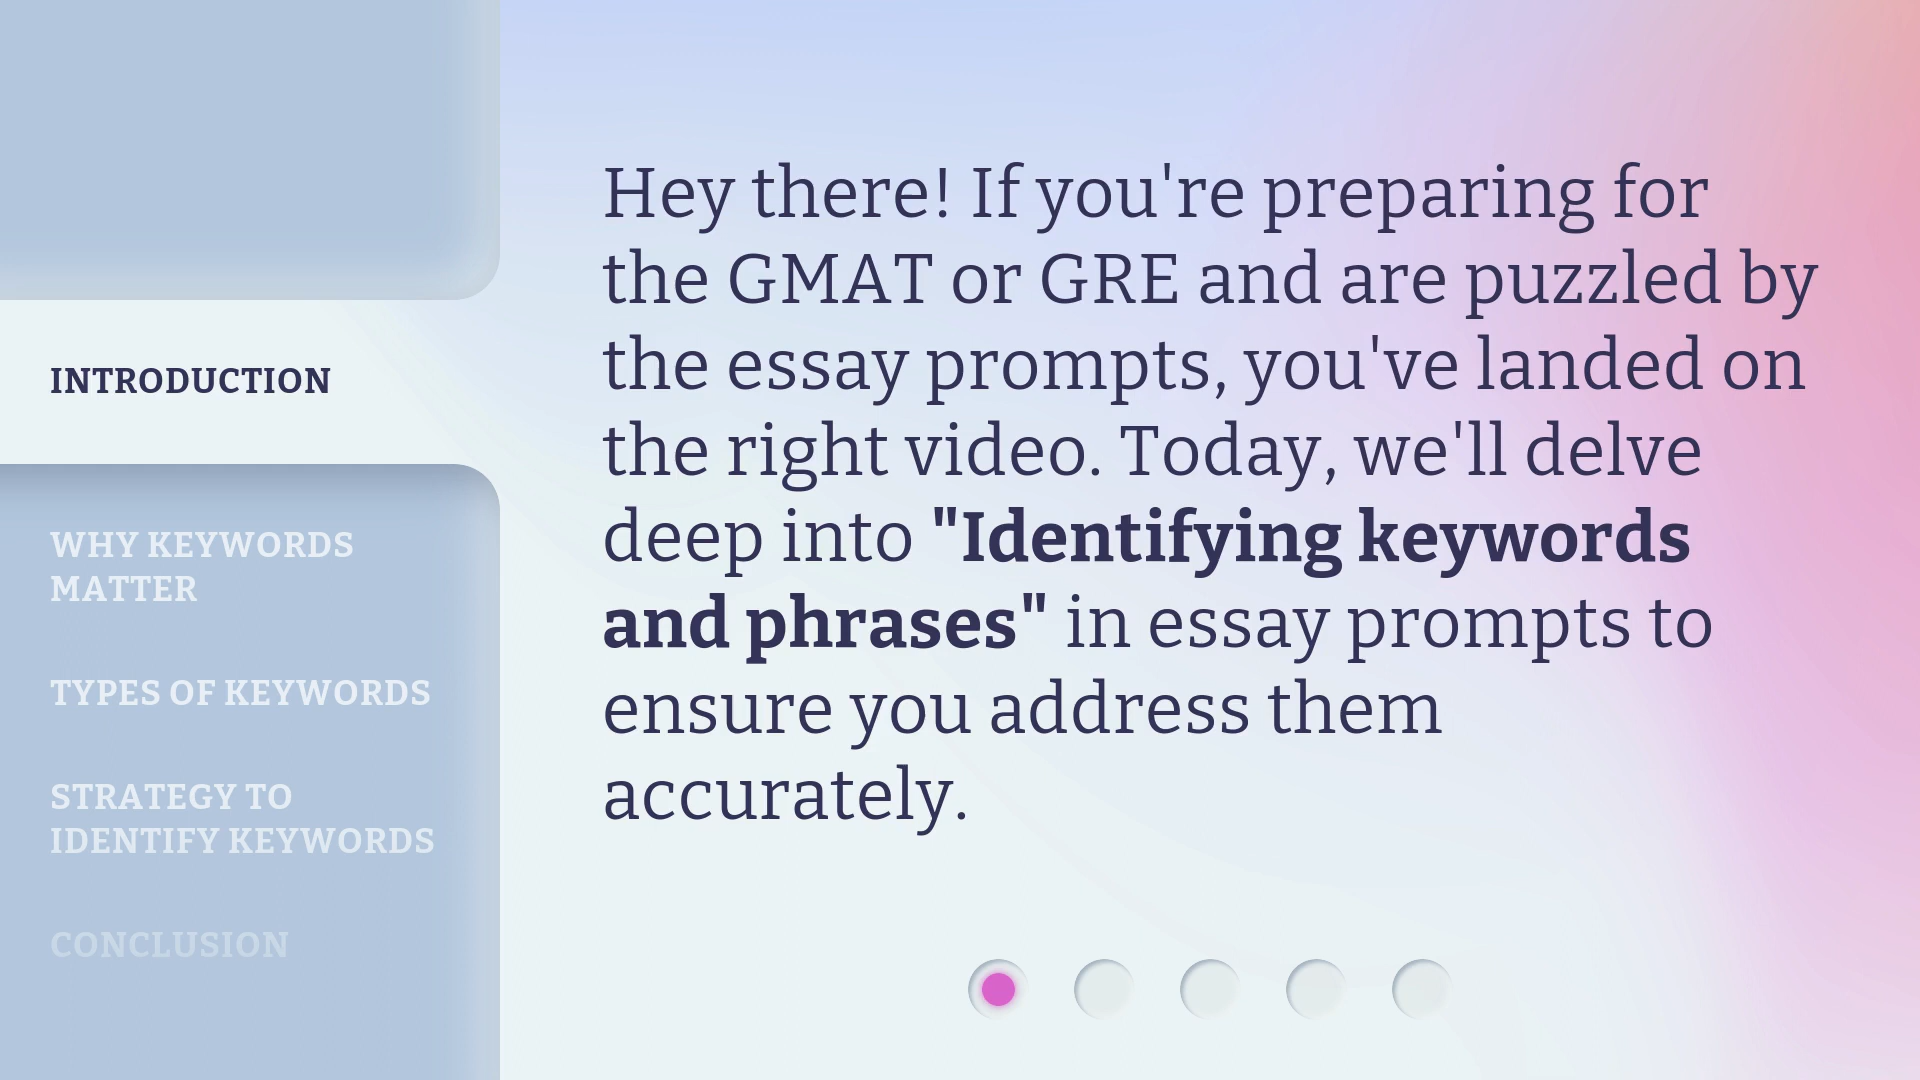 INTRODUCTION
WHY KEYWORDS
MATTER
TYPES OF KEYWORDS
STRATEGY TO
IDENTIFY KEYWORDS
CONCLUSION
Hey there! If you're preparing for
the GMAT or GRE and are puzzled by
the essay prompts, you've landed on
the right video. Today, we'll delve
deep into "Identifying keywords
and phrases" in essay prompts to
ensure you address them
accurately.